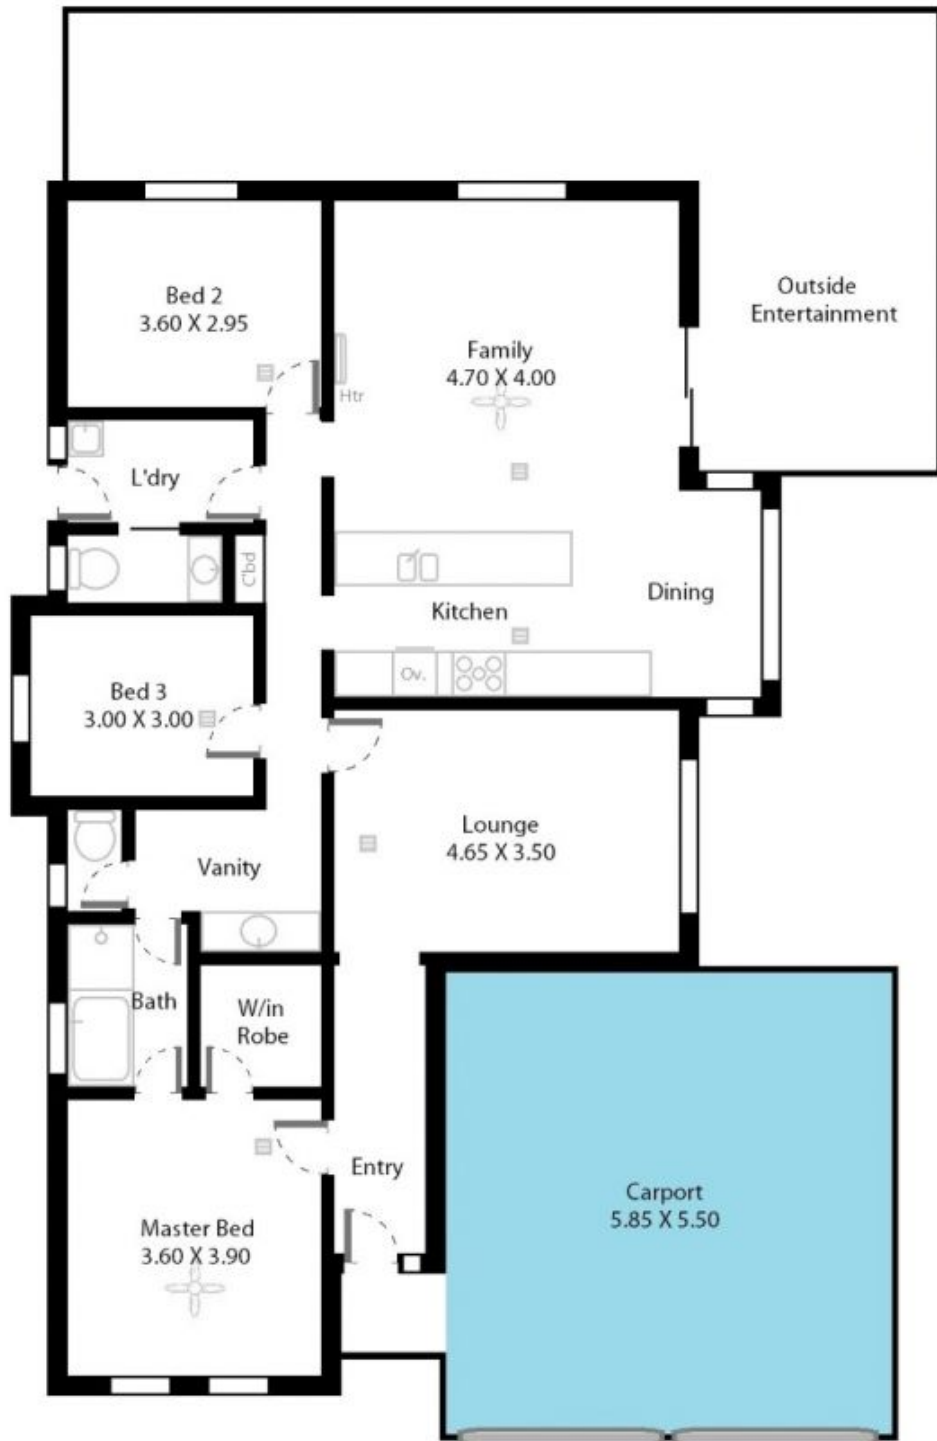 Outside
Entertainment
Bed 2
3.60 X 2.95
Family
4.70 X 4.00
Htr
L'dry
C'bd
Kitchen
Dining
Ov.
Bed 3
3.00 X 3.00
Lounge
4.65 X 3.50
Vanity
Bath
W/in
Robe
Entry
Master Bed
3.60 X 3.90
Carport
5.85 X 5.50